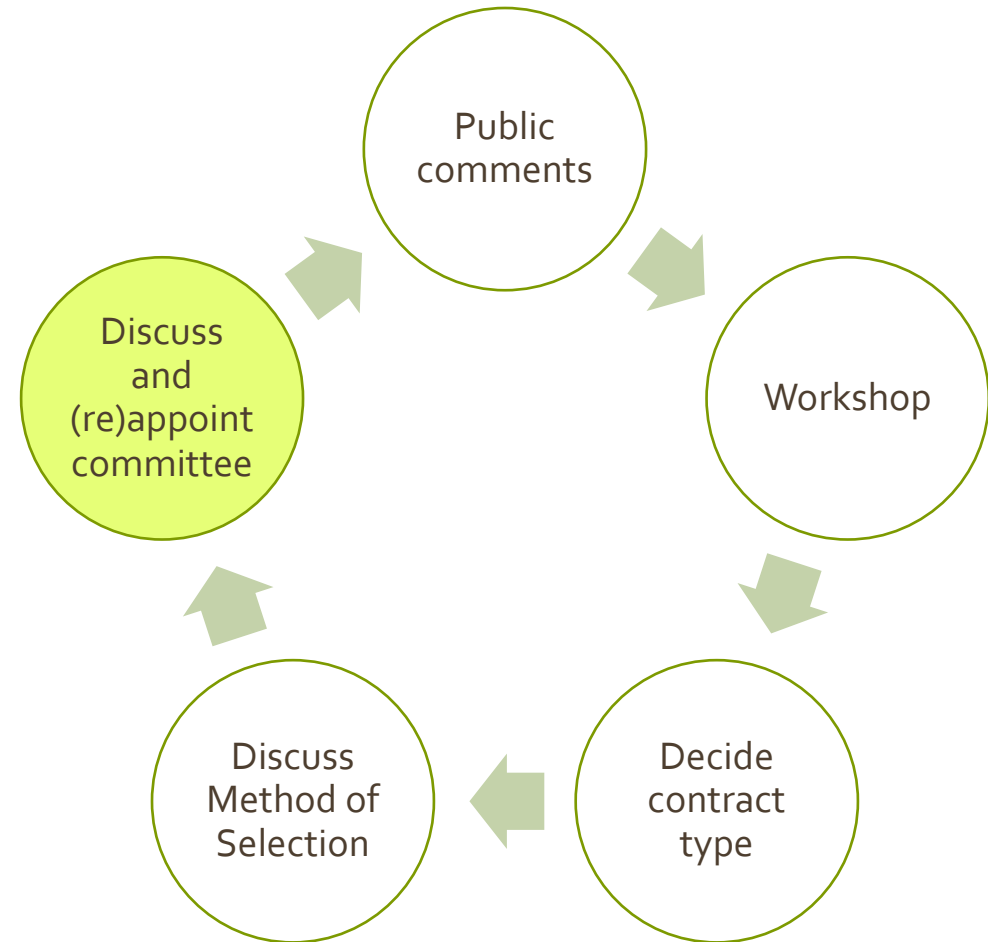 Public
comments
Workshop
Decide
contract
type
Discuss
Method of
Selection
Discuss
and
(re)appoint
committee